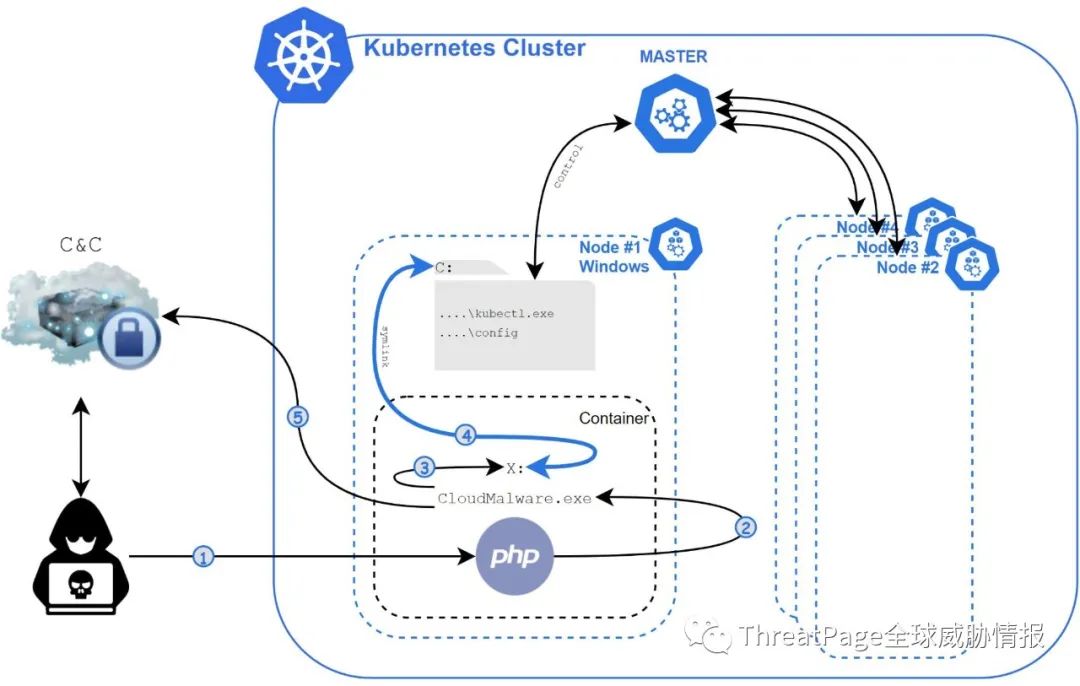 Kubernetes Cluster
MASTER
control
C&C
Node #4
Node #3
Node #2
Node #1
Windows
C:
....\kubectl.exe
....\config
symlink
Container
5
4
3
X:
CloudMalware.exe
2
1
php
ThreatPage全球威胁情报